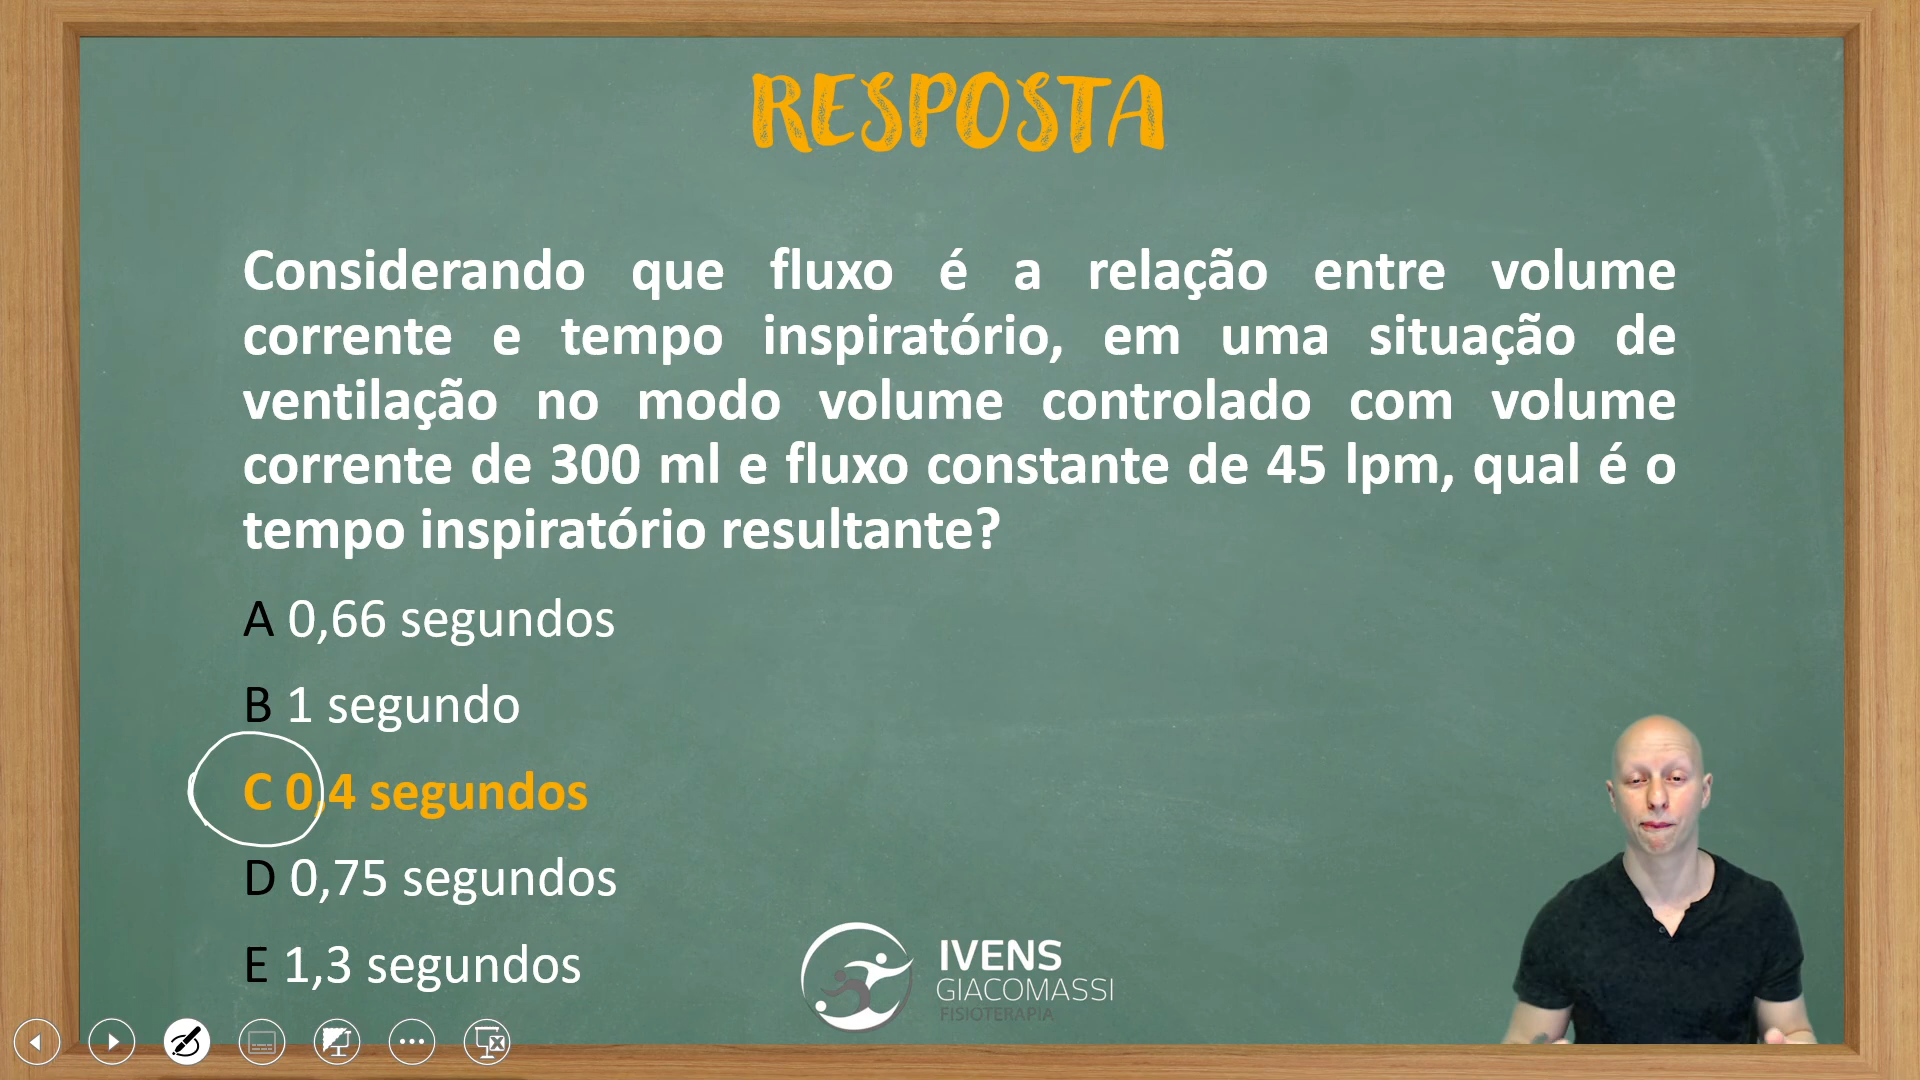 RESPOSTA
Considerando que fluxo é a relação entre volume
corrente e tempo inspiratório, em uma situação de
ventilação no modo volume controlado com volume
corrente de 300 ml e fluxo constante de 45 lpm, qual é o
tempo inspiratório resultante?
A 0,66 segundos
B 1 segundo
C 0,4 segundos
D 0,75 segundos
E 1,3 segundos
IVENS
GIACOMASSI
FISIOTERAPIA